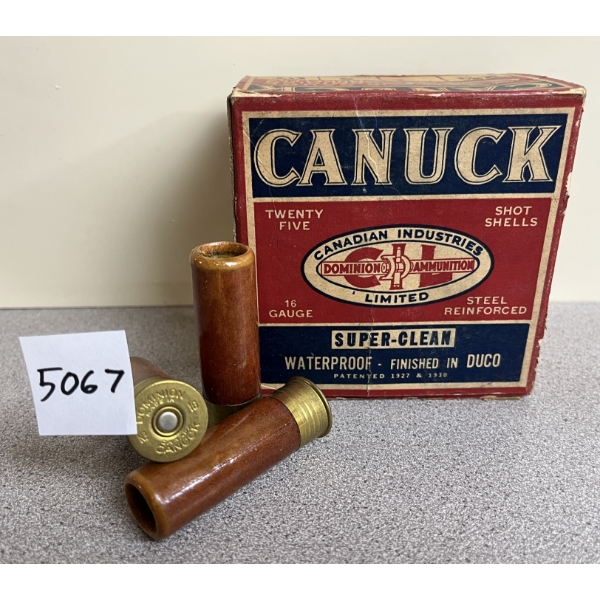 CANUCK
TWENTY FIVE
SHOT SHELLS
CANADIAN INDUSTRIES
DOMINION AMMUNITION
LIMITED
16 GAUGE
STEEL REINFORCED
SUPER-CLEAN
WATERPROOF - FINISHED IN DUCO
PATENTED 1927 & 1930
5067
DOMINION
CANUCK
16